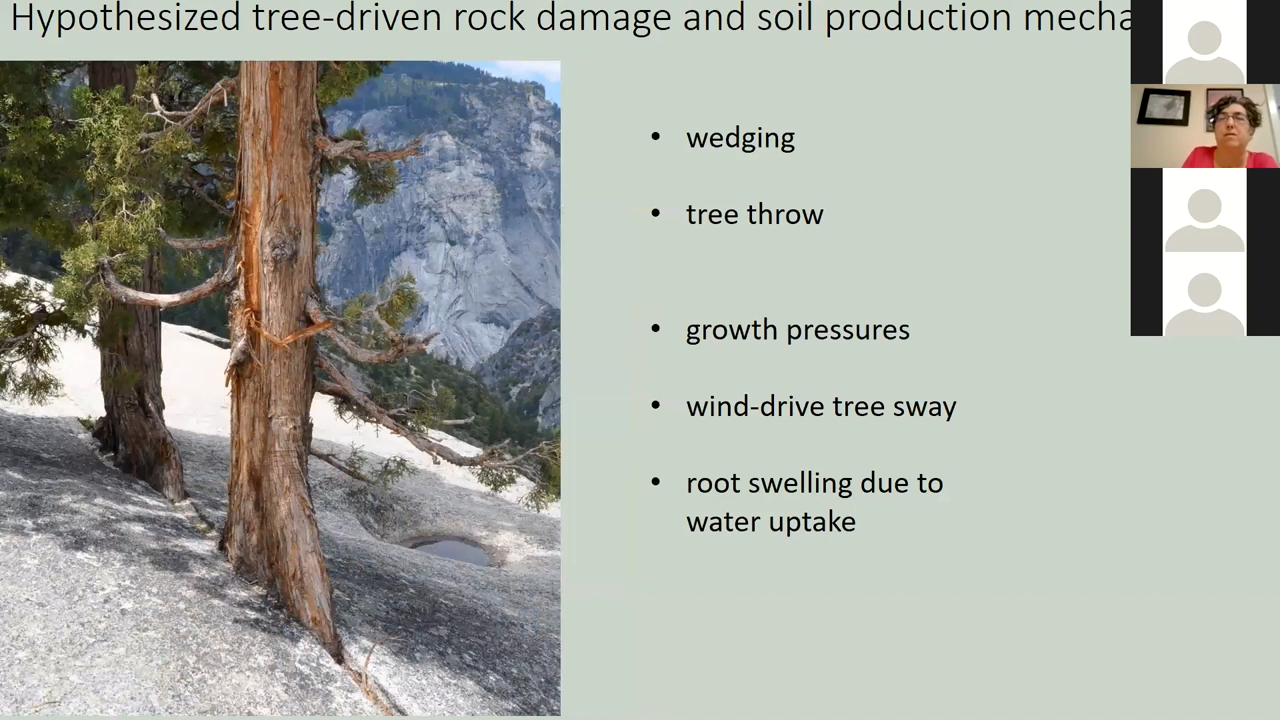 Hypothesized tree-driven rock damage and soil production mecha
• wedging
• tree throw
• growth pressures
• wind-drive tree sway
• root swelling due to
water uptake